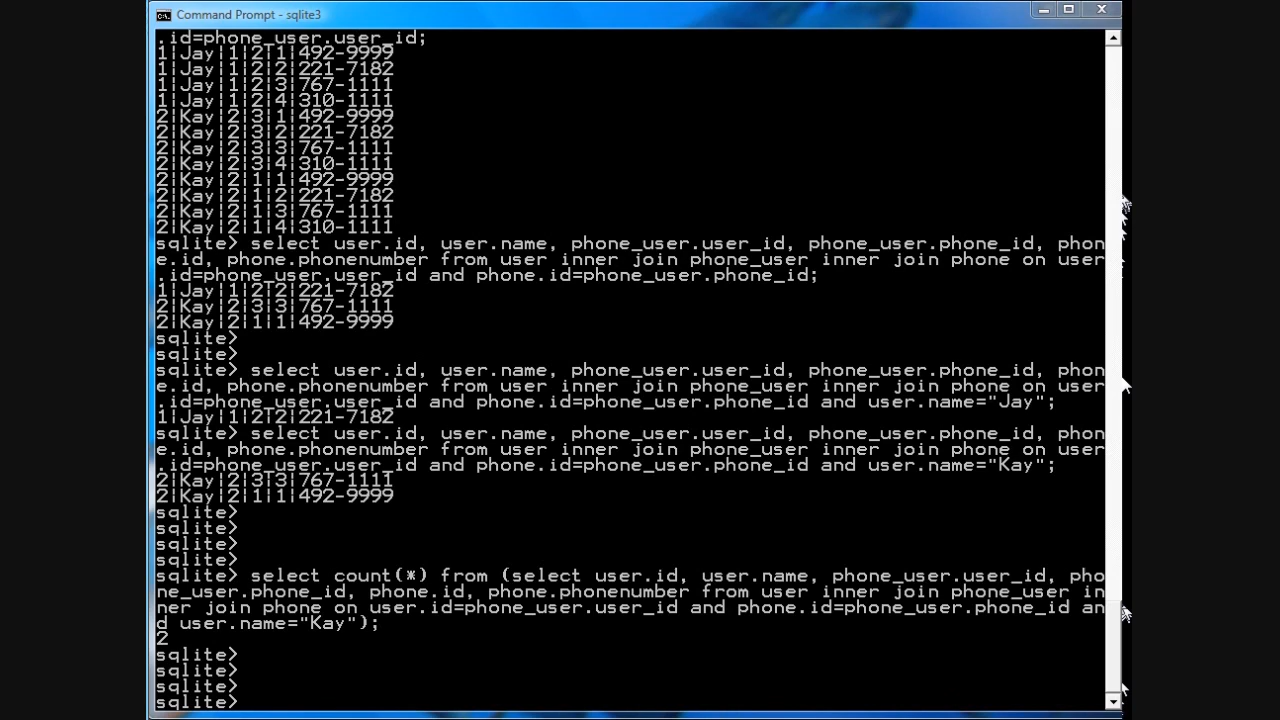 Command Prompt - sqlite3
.id=phone_user.user_id;
1|Jay|1|2|1|492-9999
1|Jay|1|2|2|221-7182
1|Jay|1|2|3|767-1111
1|Jay|1|2|4|310-1111
2|Kay|2|3|1|492-9999
2|Kay|2|3|2|221-7182
2|Kay|2|3|3|767-1111
2|Kay|2|3|4|310-1111
2|Kay|2|1|1|492-9999
2|Kay|2|1|2|221-7182
2|Kay|2|1|3|767-1111
2|Kay|2|1|4|310-1111
sqlite> select user.id, user.name, phone_user.user_id, phone_user.phone_id, phon
e.id, phone.phonenumber from user inner join phone_user inner join phone on user
.id=phone_user.user_id and phone.id=phone_user.phone_id;
1|Jay|1|2|2|221-7182
2|Kay|2|3|3|767-1111
2|Kay|2|1|1|492-9999
sqlite>
sqlite>
sqlite> select user.id, user.name, phone_user.user_id, phone_user.phone_id, phon
e.id, phone.phonenumber from user inner join phone_user inner join phone on user
.id=phone_user.user_id and phone.id=phone_user.phone_id and user.name="Jay";
1|Jay|1|2|2|221-7182
sqlite> select user.id, user.name, phone_user.user_id, phone_user.phone_id, phon
e.id, phone.phonenumber from user inner join phone_user inner join phone on user
.id=phone_user.user_id and phone.id=phone_user.phone_id and user.name="Kay";
2|Kay|2|3|3|767-1111
2|Kay|2|1|1|492-9999
sqlite>
sqlite>
sqlite>
sqlite>
sqlite> select count(*) from (select user.id, user.name, phone_user.user_id, pho
ne_user.phone_id, phone.id, phone.phonenumber from user inner join phone_user in
ner join phone on user.id=phone_user.user_id and phone.id=phone_user.phone_id an
d user.name="Kay");
2
sqlite>
sqlite>
sqlite>
sqlite>